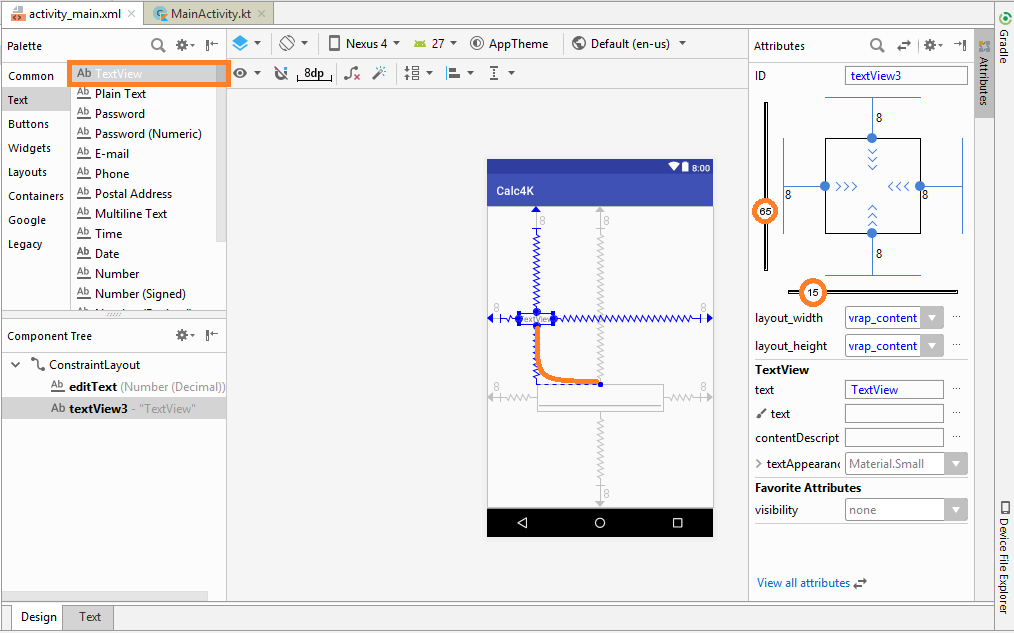 activity_main.xml
MainActivity.kt
Palette
Nexus 4
27
AppTheme
Default (en-us)
8dp
Common
Text
Buttons
Widgets
Layouts
Containers
Google
Legacy
Ab TextView
Ab Plain Text
Ab Password
Ab Password (Numeric)
Ab E-mail
Ab Phone
Ab Postal Address
Ab Multiline Text
Ab Time
Ab Date
Ab Number
Ab Number (Signed)
Component Tree
ConstraintLayout
Ab editText (Number (Decimal))
Ab textView3 - "TextView"
8:00
Calc4K
8
8
8
8
TextView
8
8
8
Attributes
ID
textView3
8
8
8
8
65
15
layout_width
vrap_content
layout_height
vrap_content
TextView
text
TextView
text
contentDescript
textAppearanc
Material.Small
Favorite Attributes
visibility
none
View all attributes
Gradle
Attributes
Device File Explorer
Design
Text